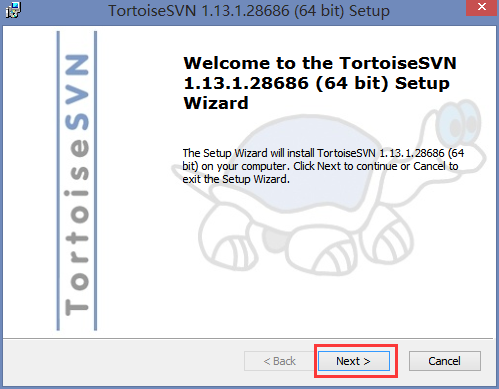 TortoiseSVN 1.13.1.28686 (64 bit) Setup
TortoiseSVN
Welcome to the TortoiseSVN
1.13.1.28686 (64 bit) Setup
Wizard
The Setup Wizard will install TortoiseSVN 1.13.1.28686 (64
bit) on your computer. Click Next to continue or Cancel to
exit the Setup Wizard.
< Back
Next >
Cancel